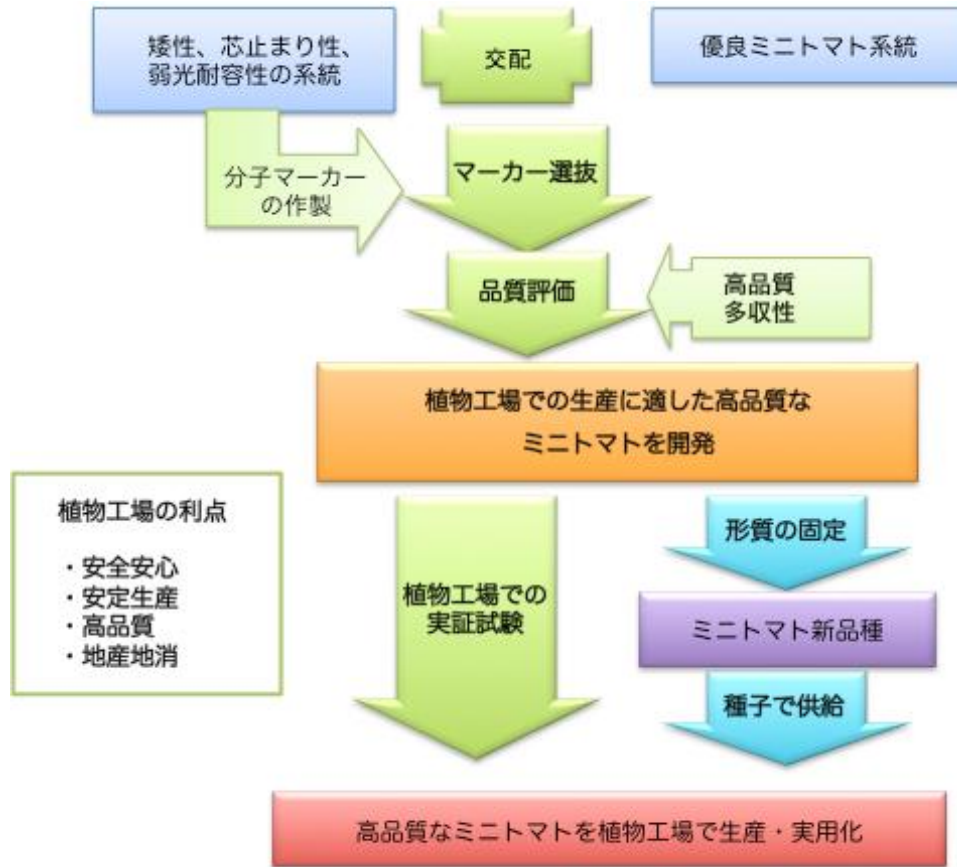 矮性、芯止まり性、
弱光耐容性の系統
交配
優良ミニトマト系統
分子マーカー
の作製
マーカー選抜
品質評価
高品質
多収性
植物工場での生産に適した高品質な
ミニトマトを開発
植物工場の利点
・安全安心
・安定生産
・高品質
・地産地消
植物工場での
実証試験
形質の固定
ミニトマト新品種
種子で供給
高品質なミニトマトを植物工場で生産・実用化